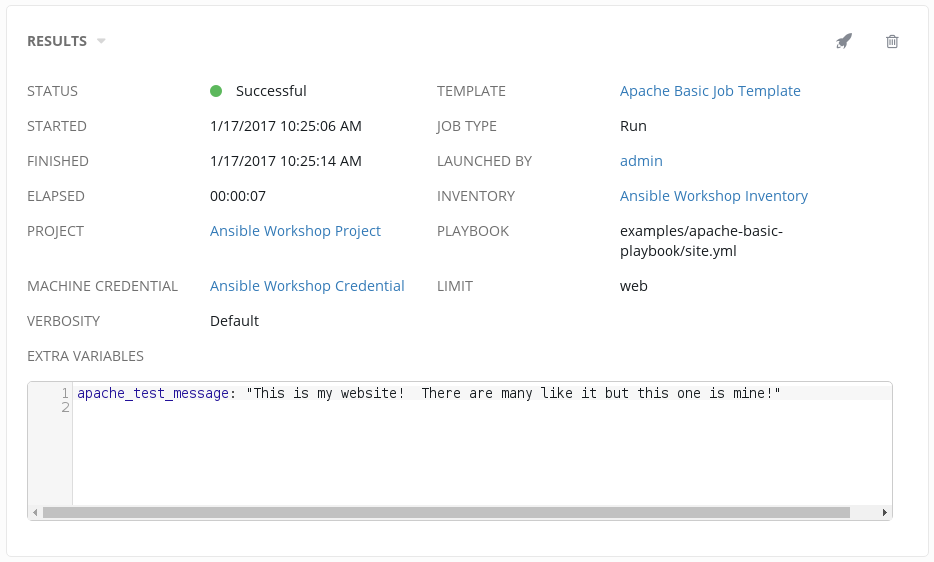 RESULTS
STATUS Successful TEMPLATE Apache Basic Job Template
STARTED 1/17/2017 10:25:06 AM JOB TYPE Run
FINISHED 1/17/2017 10:25:14 AM LAUNCHED BY admin
ELAPSED 00:00:07 INVENTORY Ansible Workshop Inventory
PROJECT Ansible Workshop Project PLAYBOOK examples/apache-basic-
playbook/site.yml
MACHINE CREDENTIAL Ansible Workshop Credential LIMIT web
VERBOSITY Default
EXTRA VARIABLES
1 apache_test_message: "This is my website!  There are many like it but this one is mine!"
2